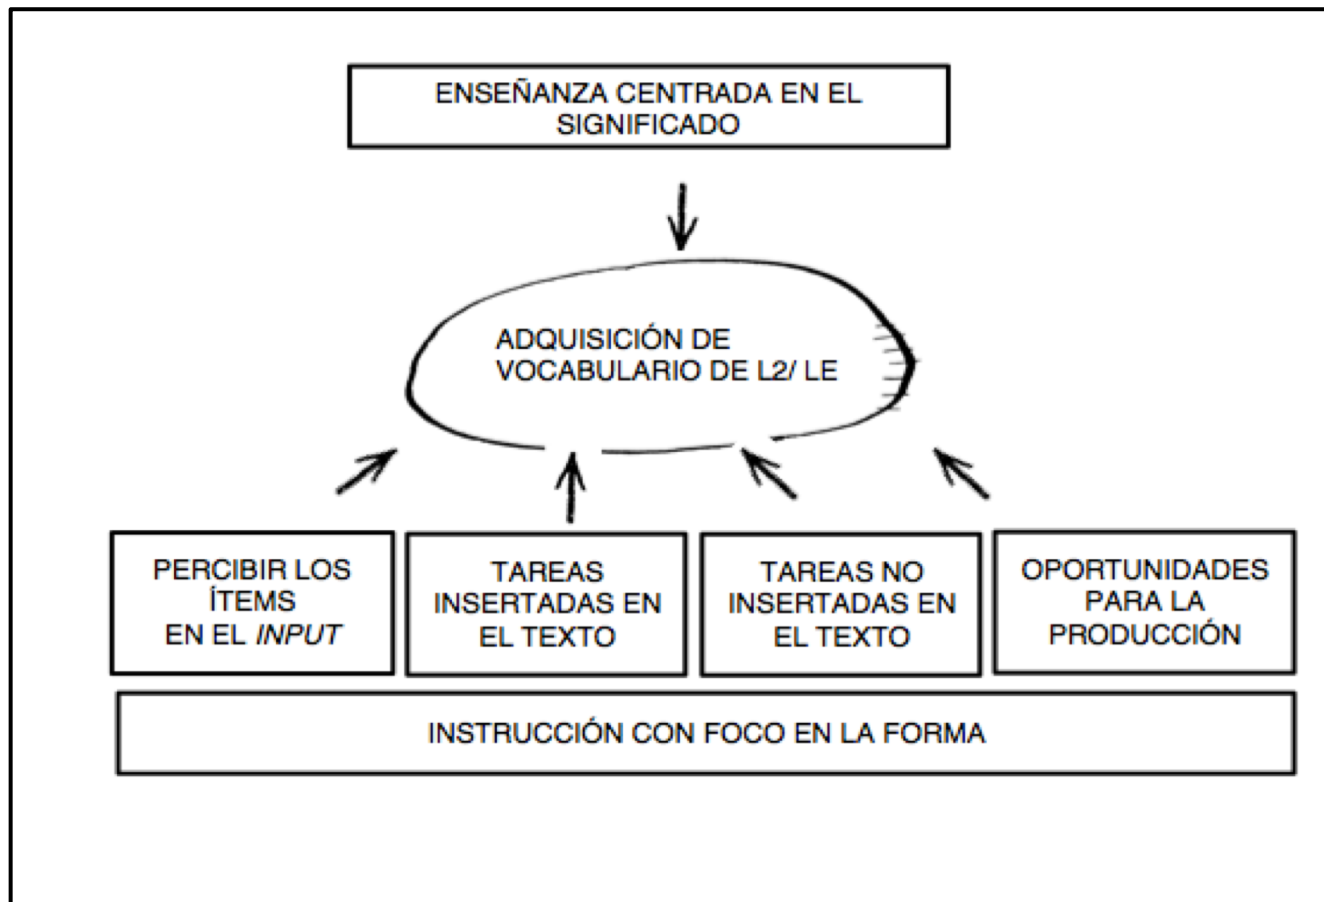 ENSEÑANZA CENTRADA EN EL
SIGNIFICADO
ADQUISICIÓN DE
VOCABULARIO DE L2/ LE
PERCIBIR LOS
ÍTEMS
EN EL INPUT
TAREAS
INSERTADAS EN
EL TEXTO
TAREAS NO
INSERTADAS EN
EL TEXTO
OPORTUNIDADES
PARA LA
PRODUCCIÓN
INSTRUCCIÓN CON FOCO EN LA FORMA